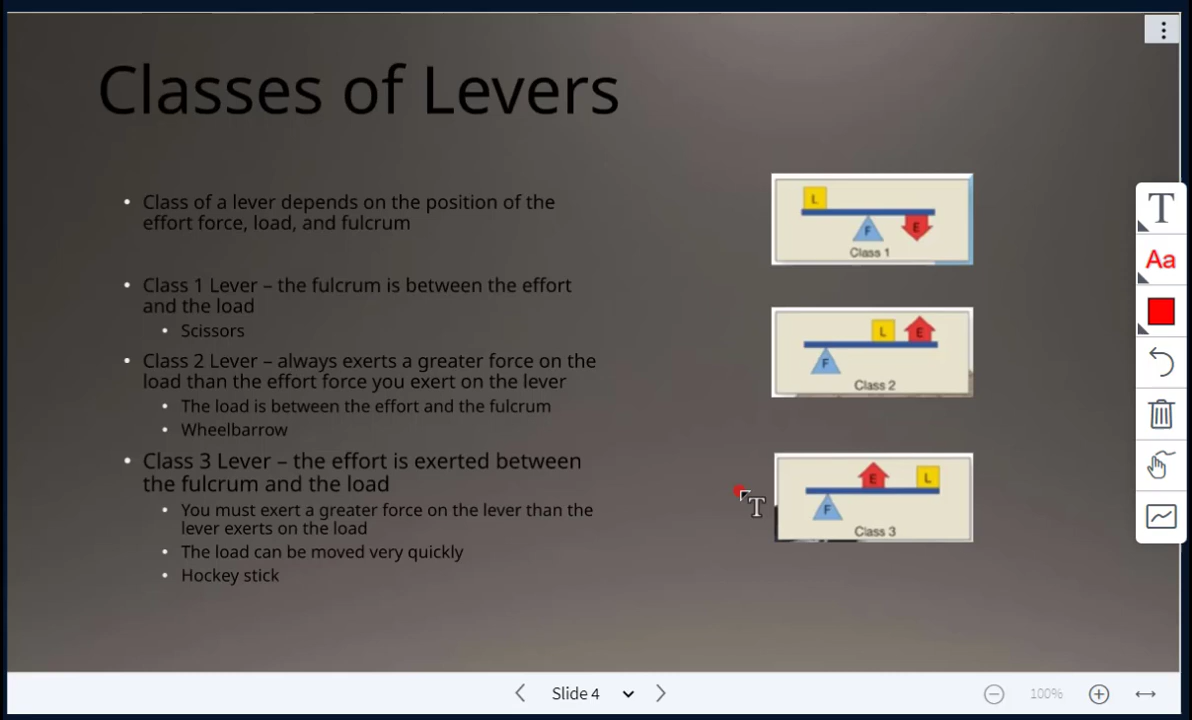 Classes of Levers
• Class of a lever depends on the position of the
effort force, load, and fulcrum
• Class 1 Lever – the fulcrum is between the effort
and the load
• Scissors
• Class 2 Lever – always exerts a greater force on the
load than the effort force you exert on the lever
• The load is between the effort and the fulcrum
• Wheelbarrow
• Class 3 Lever – the effort is exerted between
the fulcrum and the load
• You must exert a greater force on the lever than the
lever exerts on the load
• The load can be moved very quickly
• Hockey stick
L
F
E
Class 1
L
E
F
Class 2
E
L
F
Class 3
T
T
Aa
Slide 4
100%